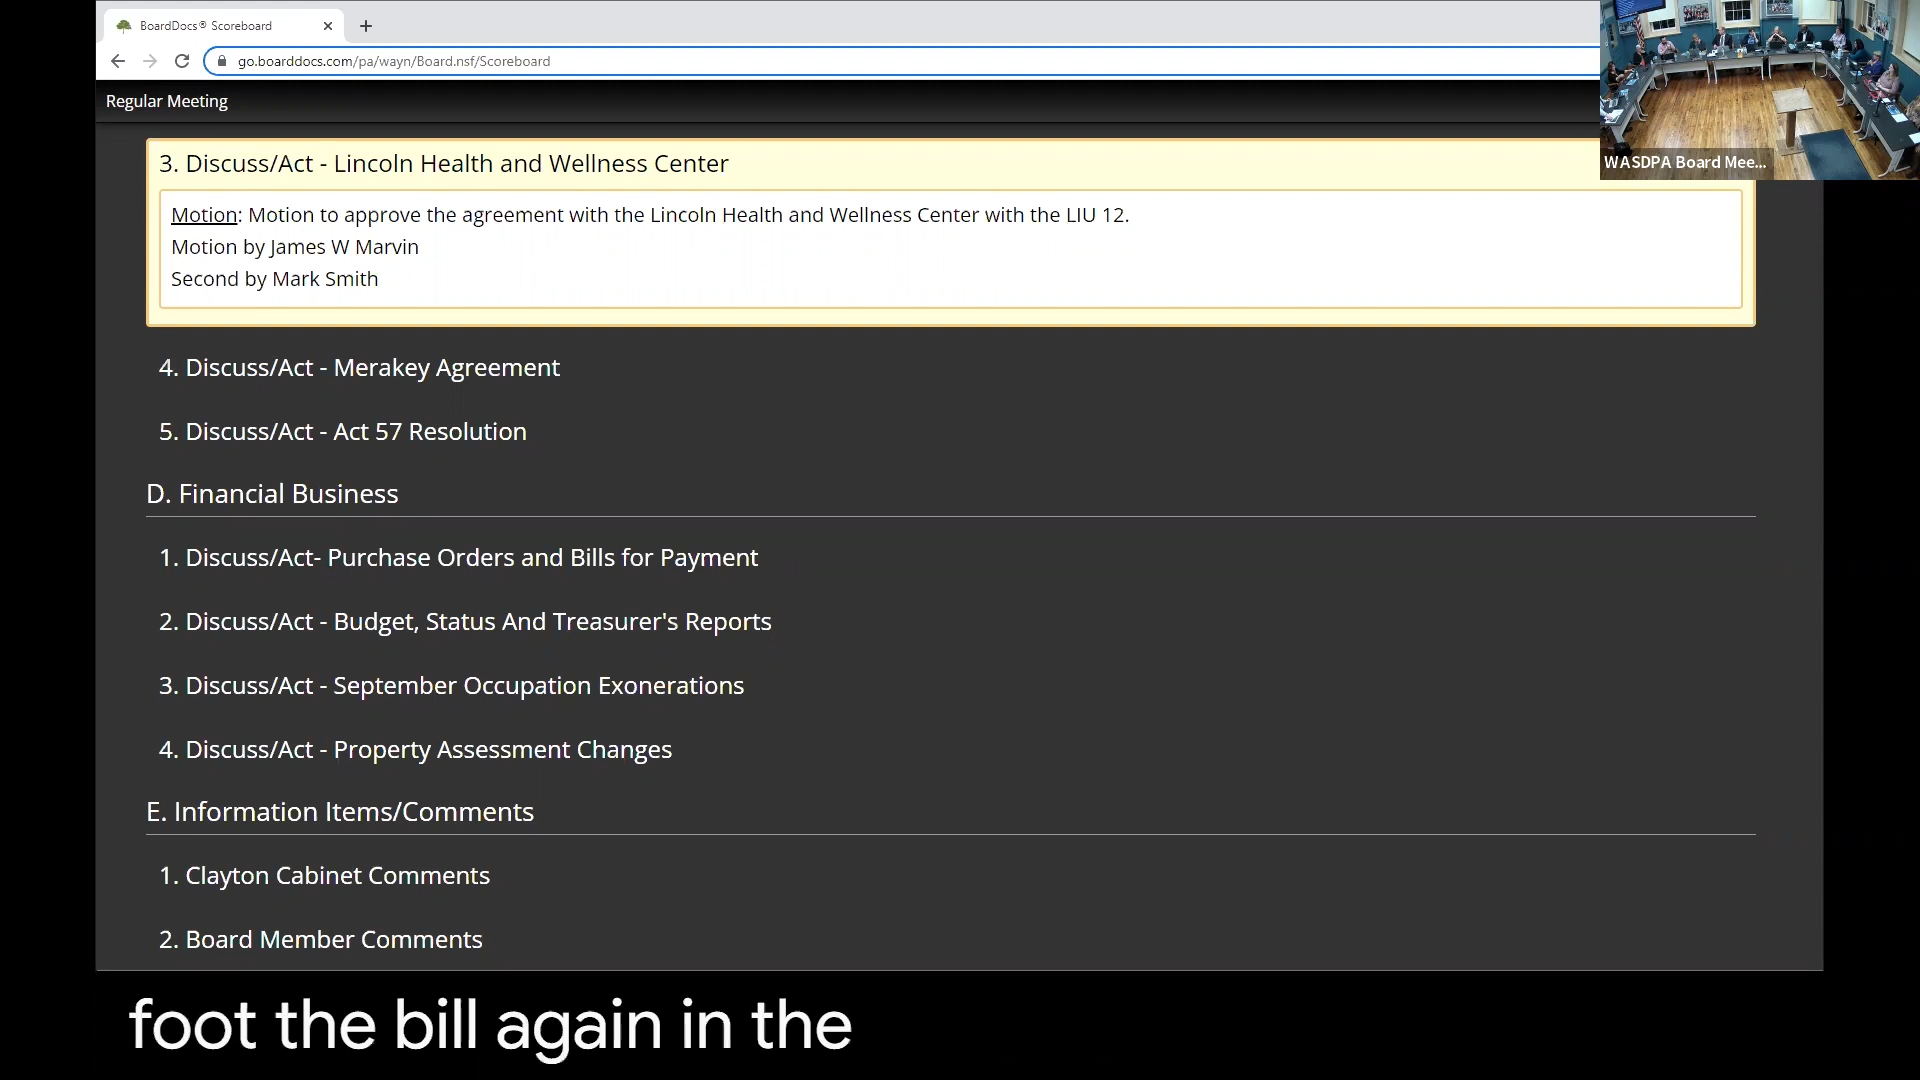 BoardDocs® Scoreboard
go.boarddocs.com/pa/wayn/Board.nsf/Scoreboard
Regular Meeting
WASDPA Board Mee...
3. Discuss/Act - Lincoln Health and Wellness Center
Motion: Motion to approve the agreement with the Lincoln Health and Wellness Center with the LIU 12.
Motion by James W Marvin
Second by Mark Smith
4. Discuss/Act - Merakey Agreement
5. Discuss/Act - Act 57 Resolution
D. Financial Business
1. Discuss/Act- Purchase Orders and Bills for Payment
2. Discuss/Act - Budget, Status And Treasurer's Reports
3. Discuss/Act - September Occupation Exonerations
4. Discuss/Act - Property Assessment Changes
E. Information Items/Comments
1. Clayton Cabinet Comments
2. Board Member Comments
foot the bill again in the